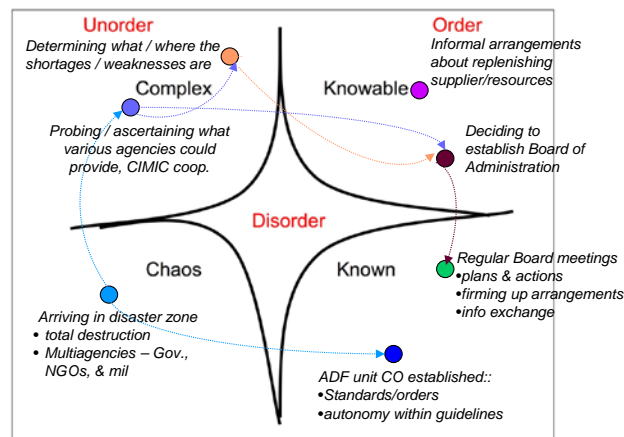 Unorder
Order
Determining what / where the
shortages / weaknesses are
Informal arrangements
about replenishing
supplier/resources
Complex
Knowable
Probing / ascertaining what
various agencies could
provide, CIMIC coop.
Deciding to
establish Board of
Administration
Disorder
Chaos
Known
Regular Board meetings
•plans & actions
•firming up arrangements
•info exchange
Arriving in disaster zone
• total destruction
• Multiagencies – Gov.,
NGOs, & mil
ADF unit CO established::
•Standards/orders
•autonomy within guidelines